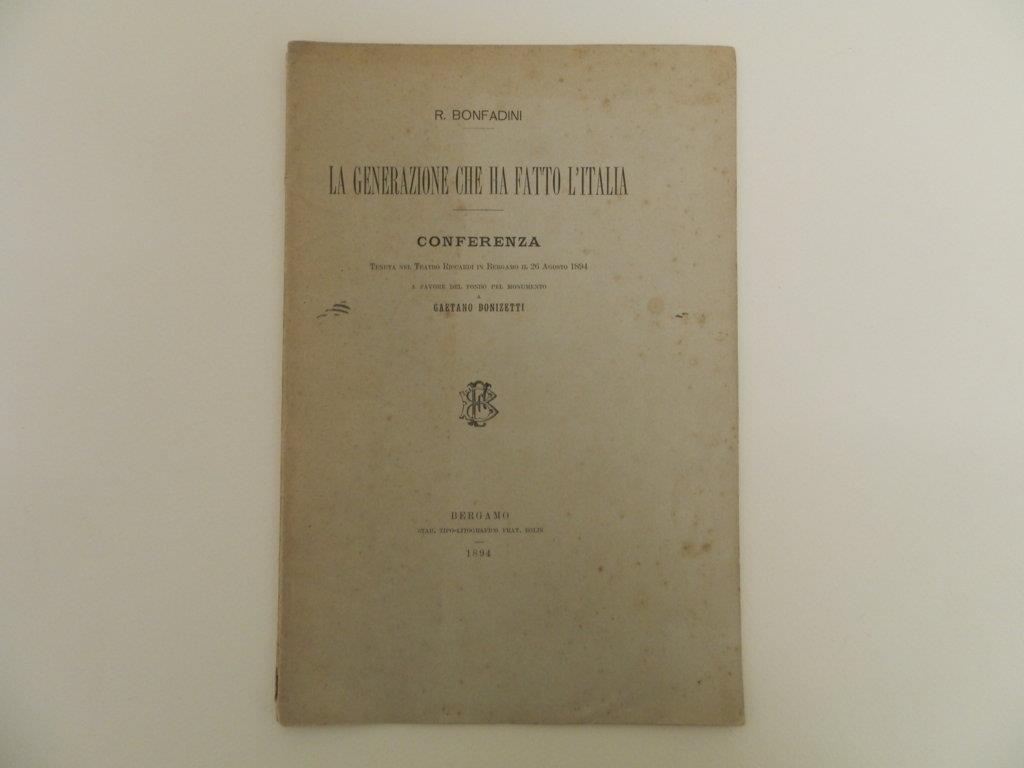 R. BONFADINI
LA GENERAZIONE CHE HA FATTO L'ITALIA
CONFERENZA
TENUTA NEL TEATRO RICCARDI IN BERGAMO IL 26 AGOSTO 1894
A FAVORE DEL FONDO PEL MONUMENTO
A
GAETANO DONIZETTI
BERGAMO
STAB. TIPO-LITOGRAFICO FRAT. BOLIS
1894